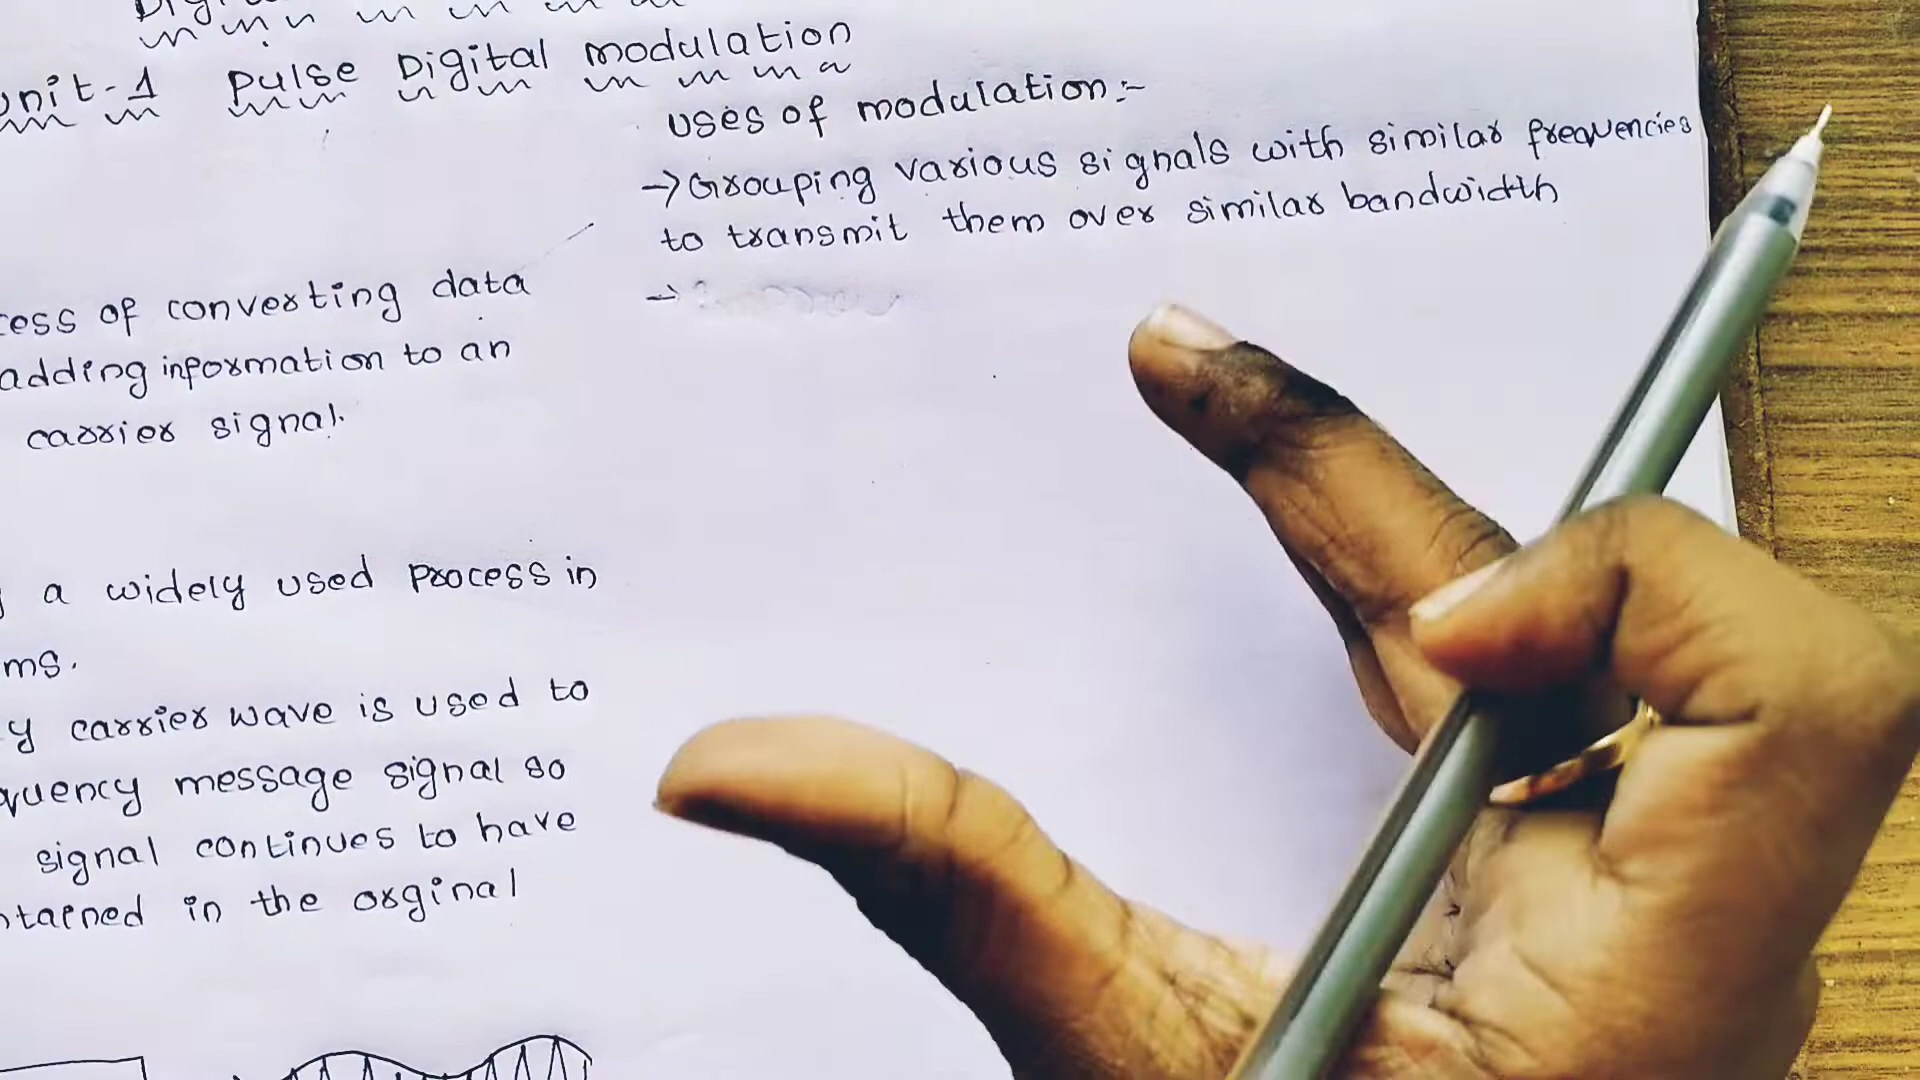 unit-1 Pulse Digital modulation
cess of converting data
adding information to an
carrier signal.
a widely used process in
ms.
y carrier wave is used to
quency message signal so
signal continues to have
ntained in the orginal
uses of modulation:-
→Grouping various signals with similar frequencies
to transmit them over similar bandwidth
→